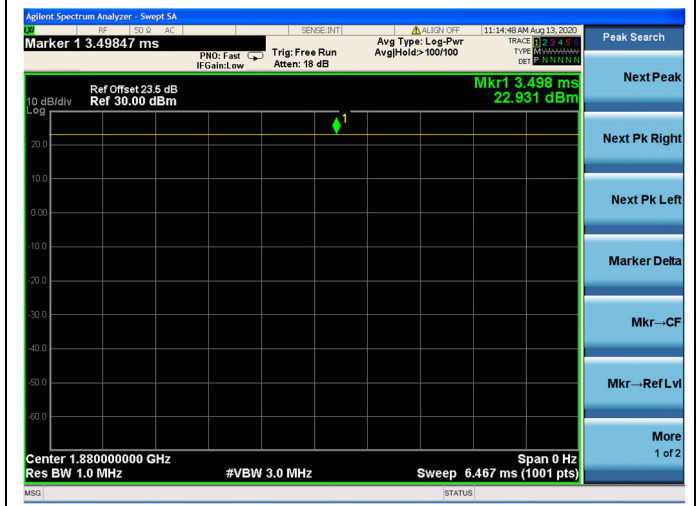 Agilent Spectrum Analyzer - Swept SA
RF 50 Ω AC SENSE:INT ALIGN OFF 11:14:48 AM Aug 13, 2020
Marker 1 3.49847 ms
PNO: Fast
IFGain:Low
Trig: Free Run
Atten: 18 dB
Avg Type: Log-Pwr
Avg|Hold:> 100/100
TRACE 1 2 3 4 5 6
TYPE M
DET P N N N N N
Peak Search
Next Peak
Next Pk Right
Next Pk Left
Marker Delta
Mkr→CF
Mkr→Ref Lvl
More
1 of 2
Ref Offset 23.5 dB
10 dB/div Ref 30.00 dBm
Log
Mkr1 3.498 ms
22.931 dBm
1
20.0
10.0
0.00
-10.0
-20.0
-30.0
-40.0
-50.0
-60.0
Center 1.880000000 GHz Span 0 Hz
Res BW 1.0 MHz #VBW 3.0 MHz Sweep 6.467 ms (1001 pts)
MSG STATUS